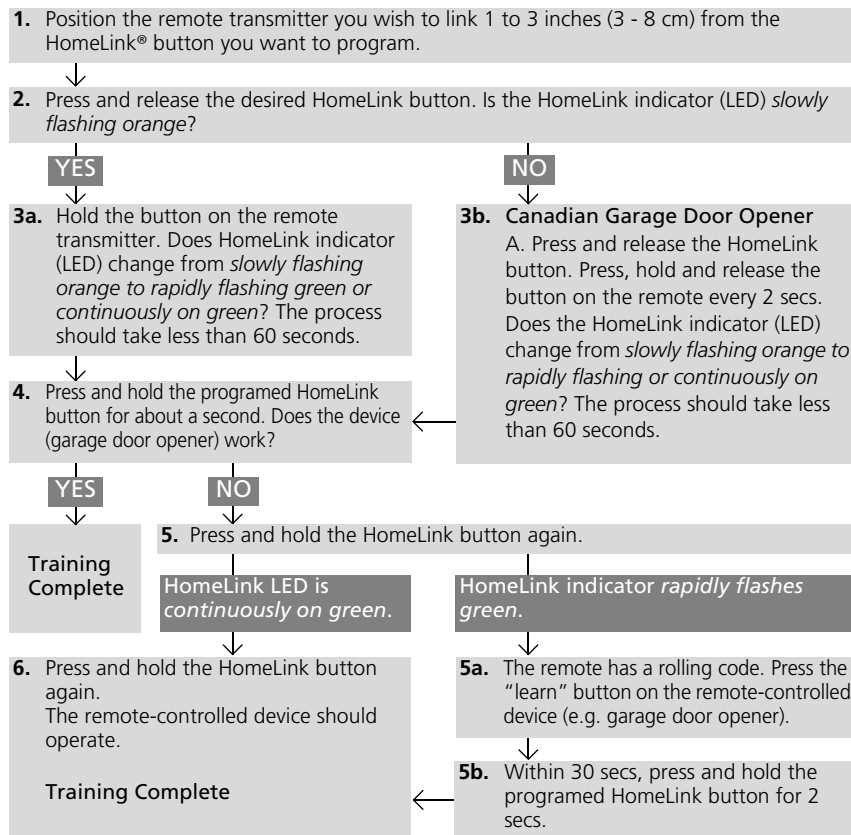 1. Position the remote transmitter you wish to link 1 to 3 inches (3 - 8 cm) from the
HomeLink® button you want to program.
2. Press and release the desired HomeLink button. Is the HomeLink indicator (LED) slowly
flashing orange?
YES
NO
3a. Hold the button on the remote
transmitter. Does HomeLink indicator
(LED) change from slowly flashing
orange to rapidly flashing green or
continuously on green? The process
should take less than 60 seconds.
3b. Canadian Garage Door Opener
A. Press and release the HomeLink
button. Press, hold and release the
button on the remote every 2 secs.
Does the HomeLink indicator (LED)
change from slowly flashing orange to
rapidly flashing or continuously on
green? The process should take less
than 60 seconds.
4. Press and hold the programed HomeLink
button for about a second. Does the device
(garage door opener) work?
YES
NO
Training
Complete
5. Press and hold the HomeLink button again.
HomeLink LED is
continuously on green.
HomeLink indicator rapidly flashes
green.
5a. The remote has a rolling code. Press the
“learn” button on the remote-controlled
device (e.g. garage door opener).
5b. Within 30 secs, press and hold the
programed HomeLink button for 2
secs.
6. Press and hold the HomeLink button
again.
The remote-controlled device should
operate.
Training Complete